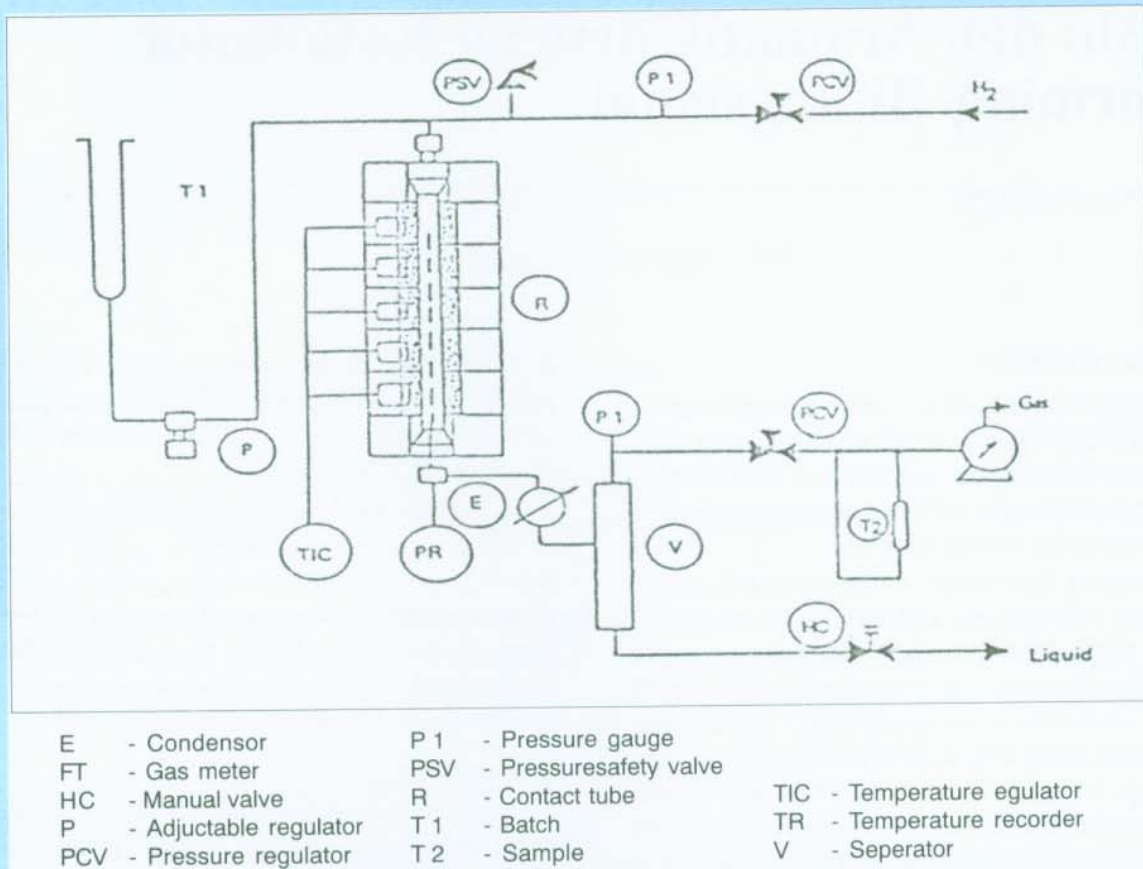 PSV
P1
PCV
H2
T1
R
P1
PCV
Gas
P
E
T2
TIC
PR
V
HC
Liquid
E - Condensor
FT - Gas meter
HC - Manual valve
P - Adjuctable regulator
PCV - Pressure regulator
P 1 - Pressure gauge
PSV - Pressuresafety valve
R - Contact tube
T 1 - Batch
T 2 - Sample
TIC - Temperature egulator
TR - Temperature recorder
V - Seperator